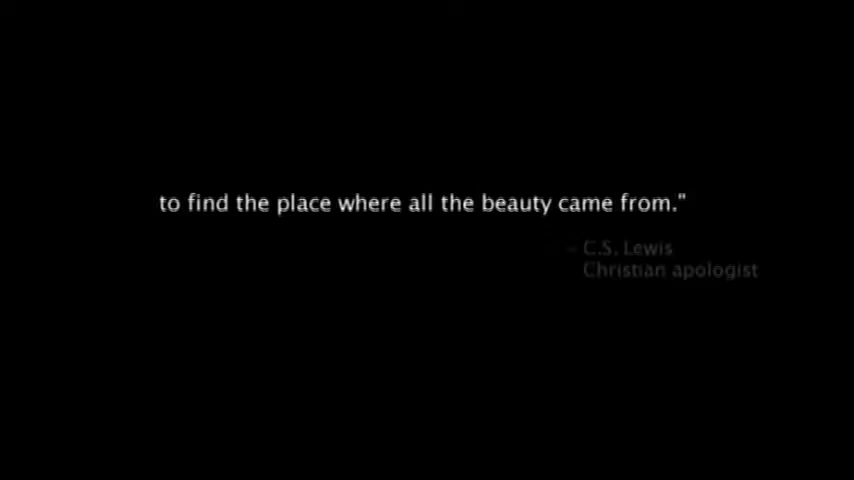 to find the place where all the beauty came from."
– C.S. Lewis
Christian apologist